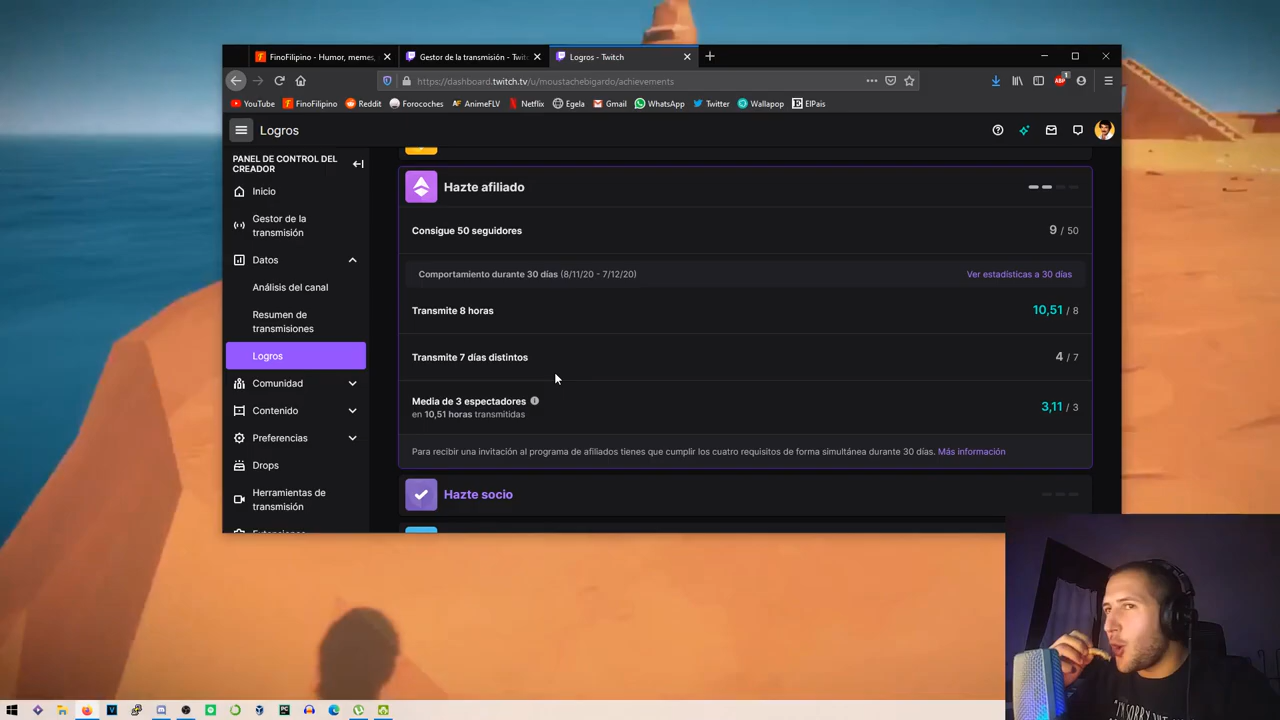 FinoFilipino - Humor, memes,
Gestor de la transmisión - Twitc
Logros - Twitch
https://dashboard.twitch.tv/u/moustachebigardo/achievements
YouTube
FinoFilipino
Reddit
Forocoches
AnimeFLV
Netflix
Egela
Gmail
WhatsApp
Twitter
Wallapop
ElPais
ABP
1
Logros
PANEL DE CONTROL DEL
CREADOR
Inicio
Gestor de la
transmisión
Datos
Análisis del canal
Resumen de
transmisiones
Logros
Comunidad
Contenido
Preferencias
Drops
Herramientas de
transmisión
Hazte afiliado
Consigue 50 seguidores
9 / 50
Comportamiento durante 30 días (8/11/20 - 7/12/20)
Ver estadísticas a 30 días
Transmite 8 horas
10,51 / 8
Transmite 7 días distintos
4 / 7
Media de 3 espectadores
en 10,51 horas transmitidas
3,11 / 3
Para recibir una invitación al programa de afiliados tienes que cumplir los cuatro requisitos de forma simultánea durante 30 días. Más información
Hazte socio